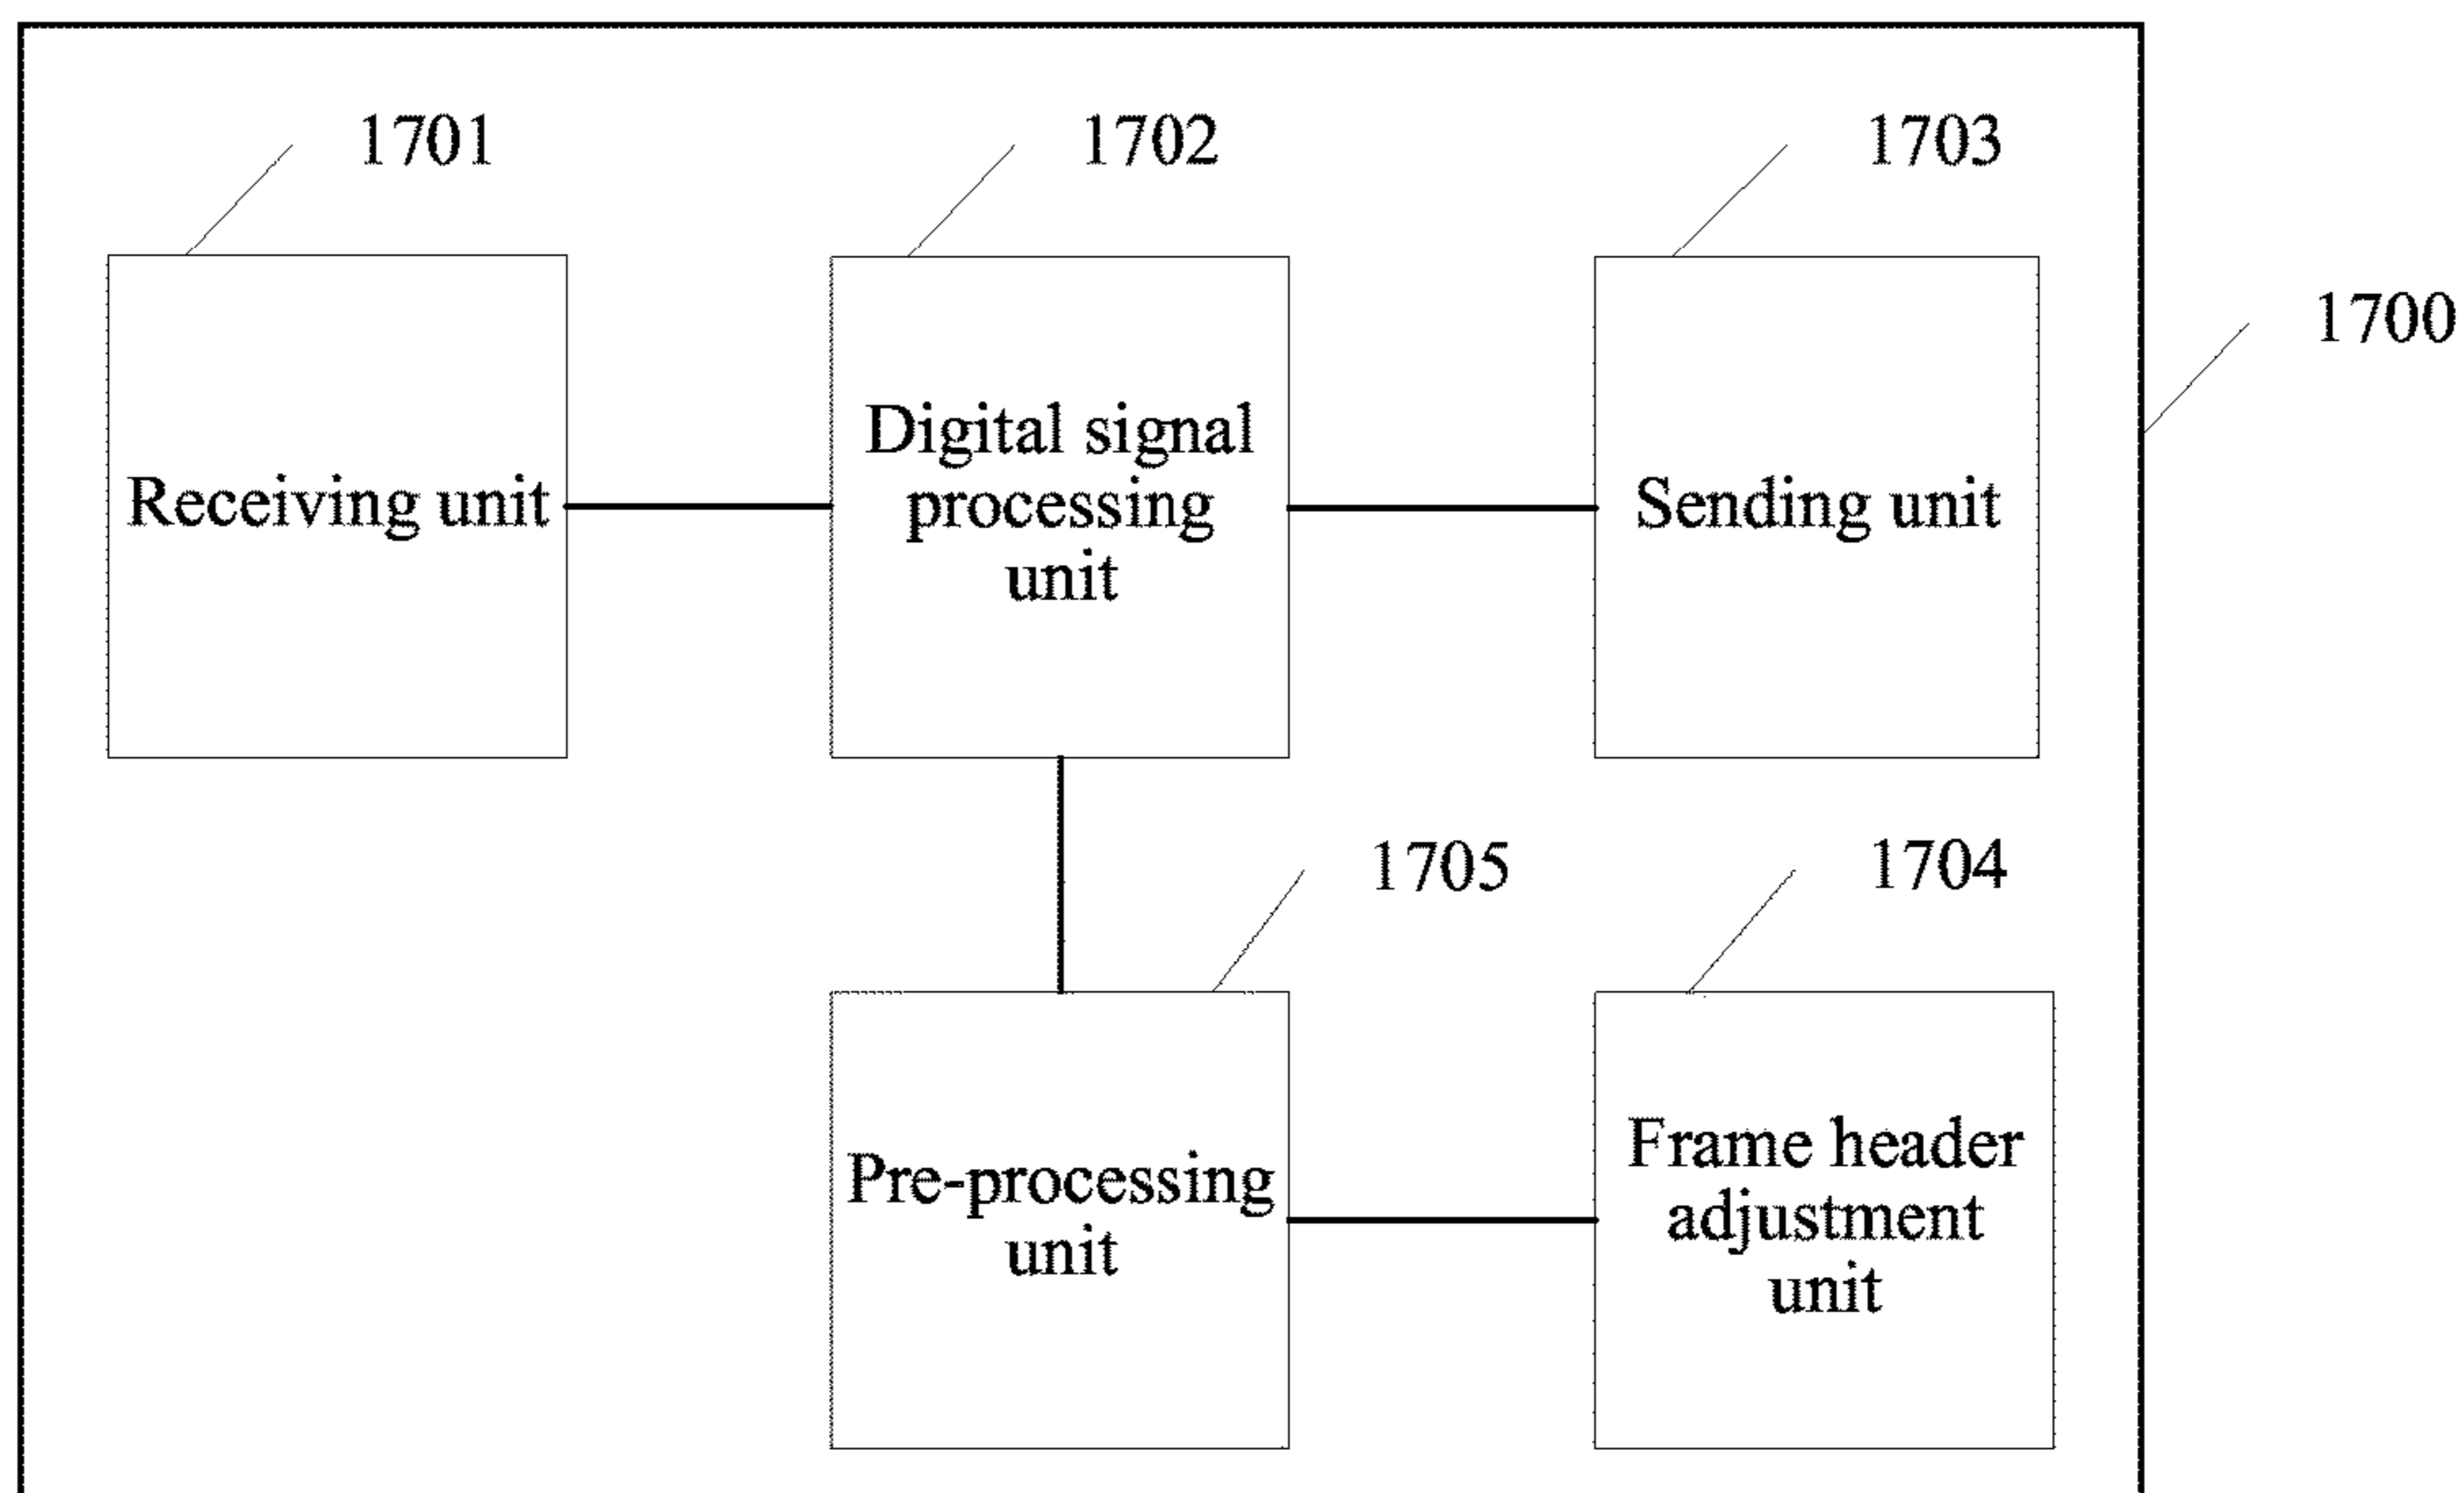 1701
1702
1703
1700
Receiving unit
Digital signal
processing
unit
Sending unit
1705
1704
Pre-processing
unit
Frame header
adjustment
unit